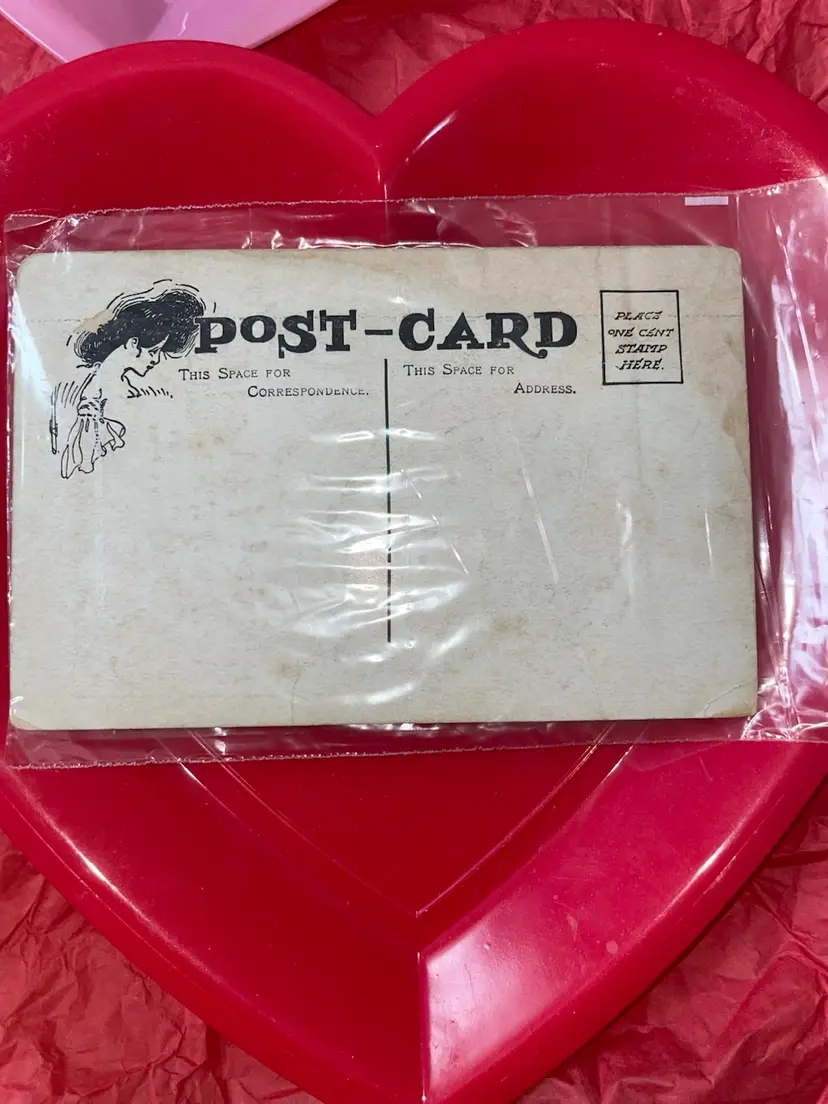 POST-CARD
THIS SPACE FOR
CORRESPONDENCE.
THIS SPACE FOR
ADDRESS.
PLACE
ONE CENT
STAMP
HERE.